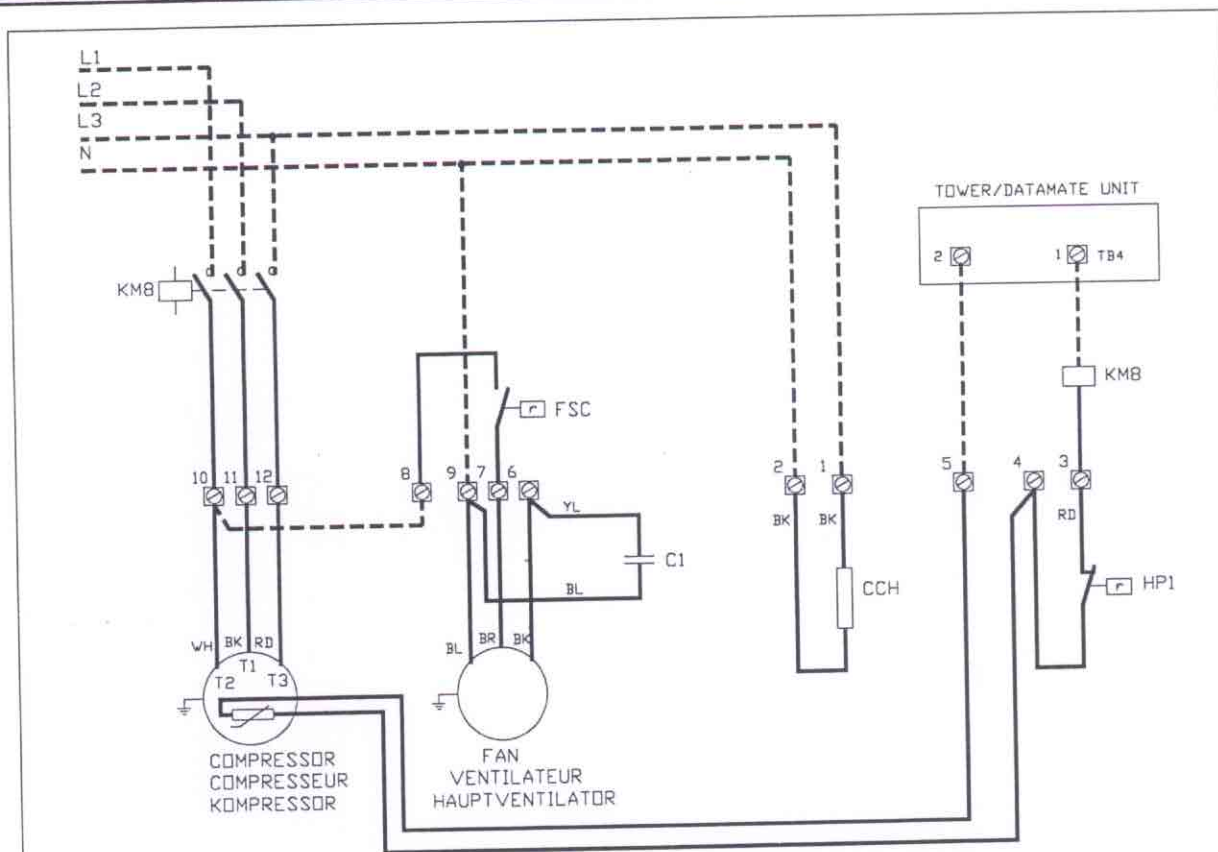 L1
L2
L3
N
TOWER/DATAMATE UNIT
2 1 TB4
KM8
KM8
FSC
10 11 12 8 9 7 6 2 1 5 4 3
YL
BK BK RD
C1
BL
CCH
HP1
WH BK RD BL BR BK
T1
T2 T3
COMPRESSOR
COMPRESSEUR
KOMPRESSOR
FAN
VENTILATEUR
HAUPTVENTILATOR